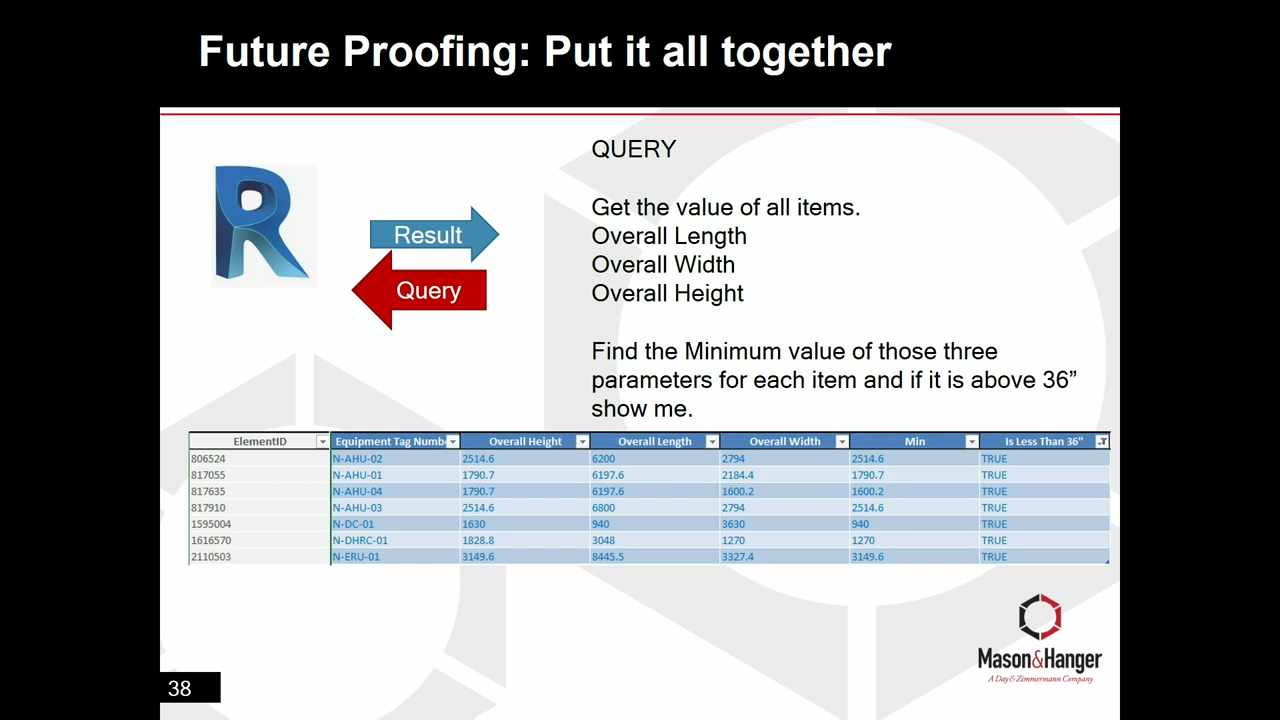 Future Proofing: Put it all together
QUERY
Get the value of all items.
Overall Length
Overall Width
Overall Height
Find the Minimum value of those three
parameters for each item and if it is above 36”
show me.
R
Result
Query
ElementID Equipment Tag Numb Overall Height Overall Length Overall Width Min Is Less Than 36"
806524 N-AHU-02 2514.6 6200 2794 2514.6 TRUE
817055 N-AHU-01 1790.7 6197.6 2184.4 1790.7 TRUE
817635 N-AHU-04 1790.7 6197.6 1600.2 1600.2 TRUE
817910 N-AHU-03 2514.6 6800 2794 2514.6 TRUE
1595004 N-DC-01 1630 940 3630 940 TRUE
1616570 N-DHRC-01 1828.8 3048 1270 1270 TRUE
2110503 N-ERU-01 3149.6 8445.5 3327.4 3149.6 TRUE
Mason&Hanger
A Day & Zimmermann Company
38